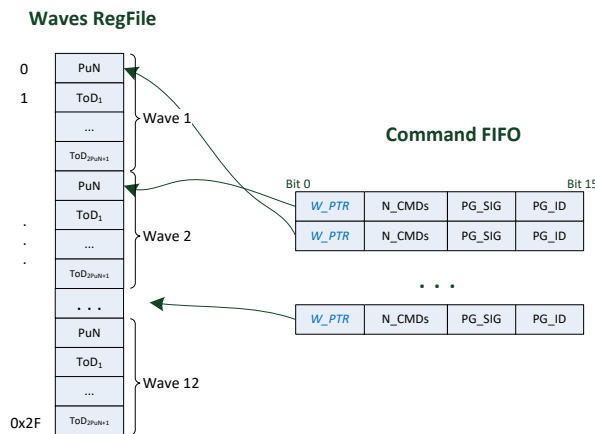 Waves RegFile
0 PuN
1 ToD₁
...
ToD₂PuN+1
Wave 1
PuN
ToD₁
...
ToD₂PuN+1
Wave 2
.
.
.
. . .
PuN
ToD₁
...
0x2F ToD₂PuN+1
Wave 12
Command FIFO
Bit 0 Bit 15
W_PTR N_CMDs PG_SIG PG_ID
W_PTR N_CMDs PG_SIG PG_ID
. . .
W_PTR N_CMDs PG_SIG PG_ID